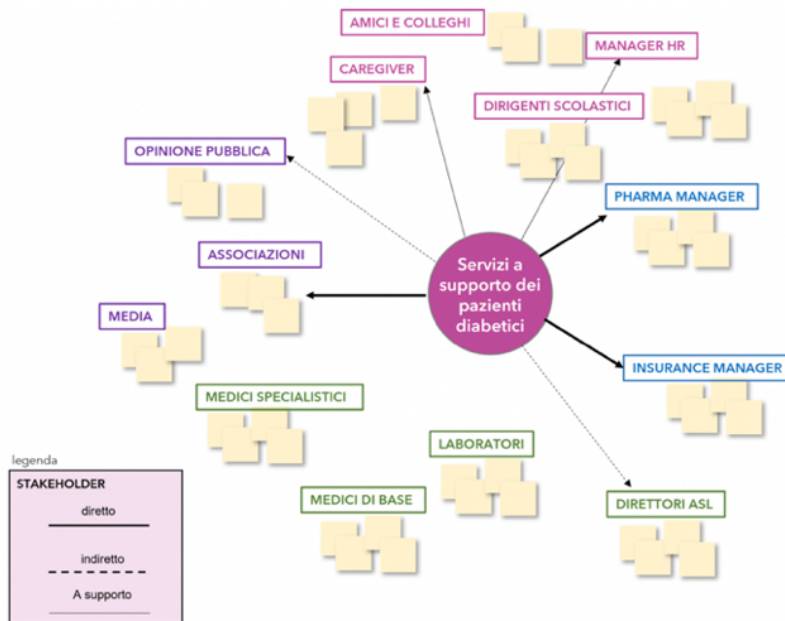 AMICI E COLLEGHI
MANAGER HR
CAREGIVER
DIRIGENTI SCOLASTICI
OPINIONE PUBBLICA
PHARMA MANAGER
ASSOCIAZIONI
Servizi a
supporto dei
pazienti
diabetici
MEDIA
INSURANCE MANAGER
MEDICI SPECIALISTICI
LABORATORI
MEDICI DI BASE
DIRETTORI ASL
legenda
STAKEHOLDER
diretto
indiretto
A supporto